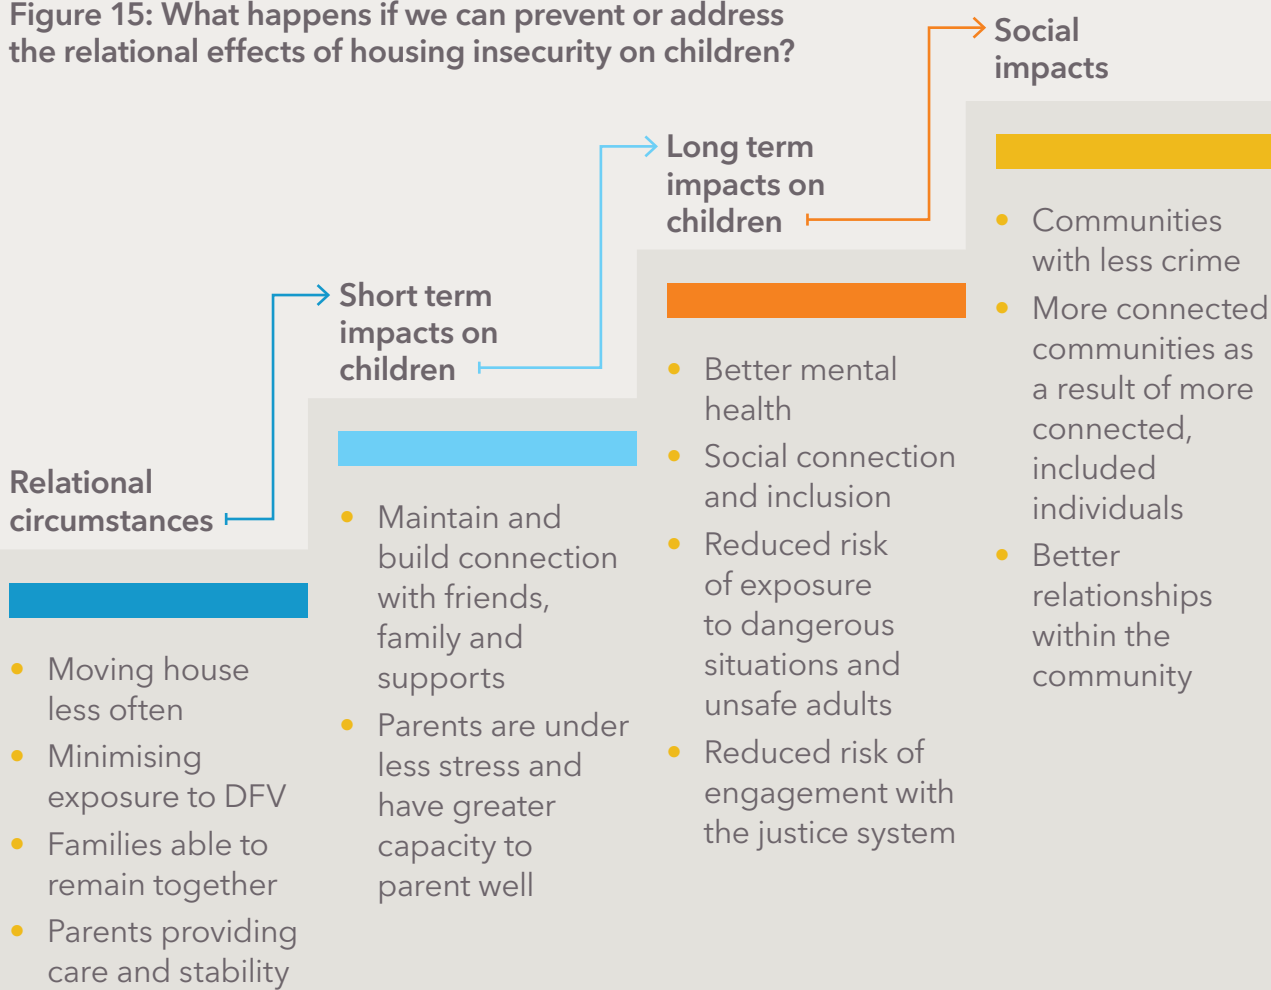 Figure 15: What happens if we can prevent or address
the relational effects of housing insecurity on children?
Relational
circumstances
• Moving house
less often
• Minimising
exposure to DFV
• Families able to
remain together
• Parents providing
care and stability
Short term
impacts on
children
• Maintain and
build connection
with friends,
family and
supports
• Parents are under
less stress and
have greater
capacity to
parent well
Long term
impacts on
children
• Better mental
health
• Social connection
and inclusion
• Reduced risk
of exposure
to dangerous
situations and
unsafe adults
• Reduced risk of
engagement with
the justice system
Social
impacts
• Communities
with less crime
• More connected
communities as
a result of more
connected,
included
individuals
• Better
relationships
within the
community